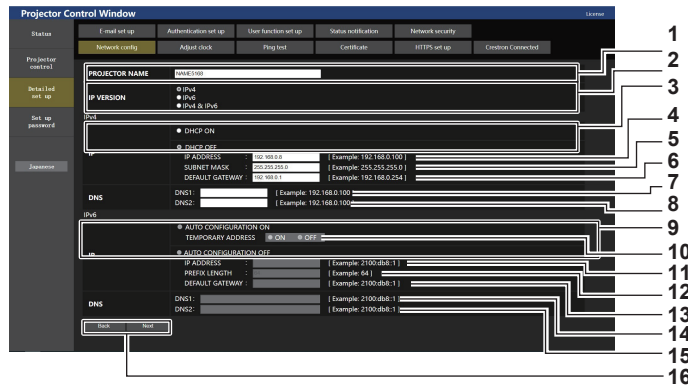 Projector Control Window
License
Status
E-mail set up
Authentication set up
User function set up
Status notification
Network security
Network config
Adjust clock
Ping test
Certificate
HTTPS set up
Crestron Connected
Projector control
Detailed set up
Set up password
Japanese
PROJECTOR NAME
NAME5168
IP VERSION
IPv4
IPv6
IPv4 & IPv6
IPv4
DHCP ON
DHCP OFF
IP
IP ADDRESS : 192.168.0.8 [ Example: 192.168.0.100 ]
SUBNET MASK : 255.255.255.0 [ Example: 255.255.255.0 ]
DEFAULT GATEWAY : 192.168.0.1 [ Example: 192.168.0.254 ]
DNS
DNS1: [ Example: 192.168.0.100 ]
DNS2: [ Example: 192.168.0.100 ]
IPv6
AUTO CONFIGURATION ON
TEMPORARY ADDRESS ON OFF
IP
AUTO CONFIGURATION OFF
IP ADDRESS : [ Example: 2100:db8::1 ]
PREFIX LENGTH : [ Example: 64 ]
DEFAULT GATEWAY : [ Example: 2100:db8::1 ]
DNS
DNS1: [ Example: 2100:db8::1 ]
DNS2: [ Example: 2100:db8::1 ]
Back Next
1
2
3
4
5
6
7
8
9
10
11
12
13
14
15
16